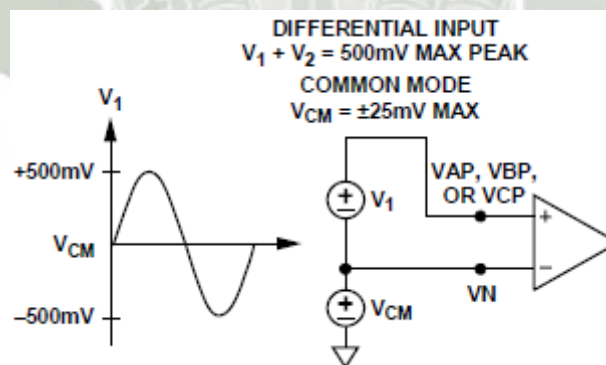 DIFFERENTIAL INPUT
V1 + V2 = 500mV MAX PEAK
COMMON MODE
VCM = ±25mV MAX
V1
+500mV
VCM
–500mV
VAP, VBP,
OR VCP
V1
+
–
VN
VCM